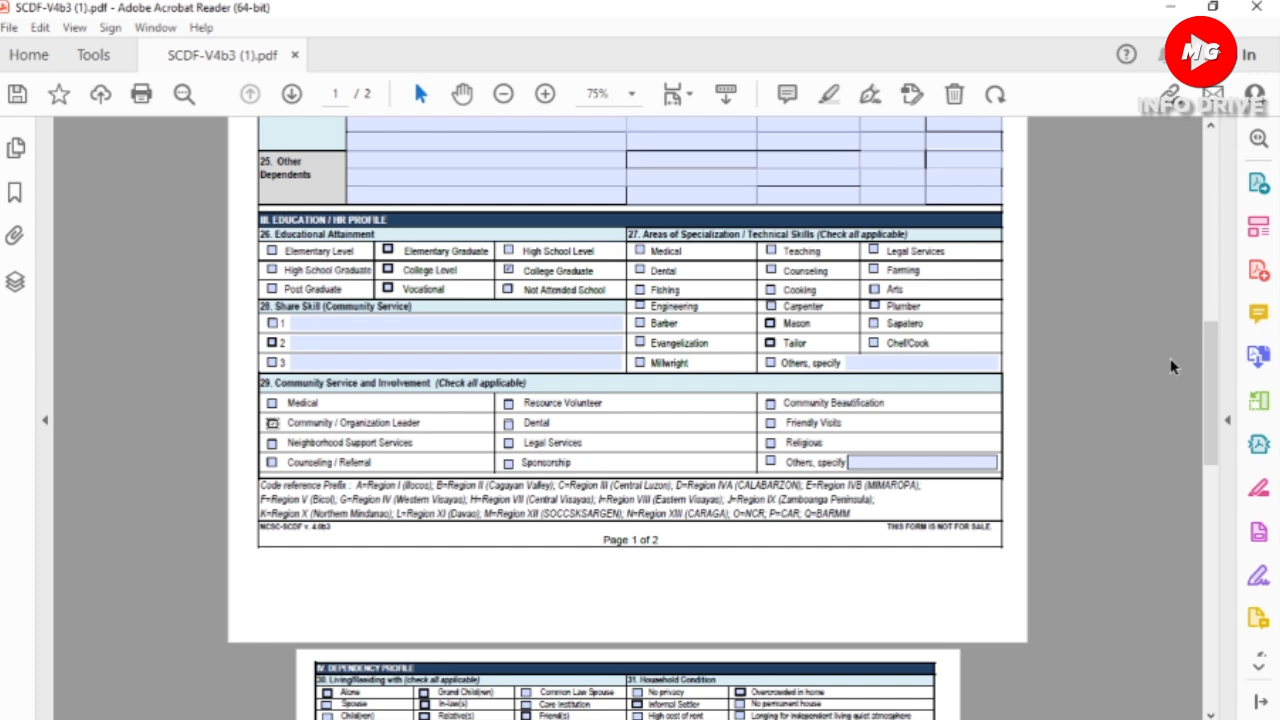 SCDF-V4b3 (1).pdf - Adobe Acrobat Reader (64-bit)
File Edit View Sign Window Help
Home Tools SCDF-V4b3 (1).pdf × In
MG
INFO DRIVE
1 / 2 75%
25. Other
Dependents
III. EDUCATION / HR PROFILE
26. Educational Attainment 27. Areas of Specialization / Technical Skills (Check all applicable)
Elementary Level Elementary Graduate High School Level Medical Teaching Legal Services
High School Graduate College Level College Graduate Dental Counseling Farming
Post Graduate Vocational Not Attended School Fishing Cooking Arts
28. Share Skill (Community Service) Engineering Carpenter Plumber
1 Barber Mason Sapatero
2 Evangelization Tailor Chef/Cook
3 Millwright Others, specify
29. Community Service and Involvement (Check all applicable)
Medical Resource Volunteer Community Beautification
Community / Organization Leader Dental Friendly Visits
Neighborhood Support Services Legal Services Religious
Counseling / Referral Sponsorship Others, specify
Code reference Prefix : A=Region I (Ilocos); B=Region II (Cagayan Valley); C=Region III (Central Luzon), D=Region IVA (CALABARZON); E=Region IVB (MIMAROPA);
F=Region V (Bicol); G=Region IV (Western Visayas); H=Region VII (Central Visayas); I=Region VIII (Eastern Visayas); J=Region IX (Zamboanga Peninsula);
K=Region X (Northern Mindanao); L=Region XI (Davao); M=Region XII (SOCCSKSARGEN); N=Region XIII (CARAGA); O=NCR, P=CAR; Q=BARMM
NCSC-SCDF v. 4.0b3 THIS FORM IS NOT FOR SALE.
Page 1 of 2
IV. DEPENDENCY PROFILE
30. Living/Residing with (check all applicable) 31. Household Condition
Alone Grand Child(ren) Common Law Spouse No privacy Overcrowded in home
Spouse In-law(s) Care Institution Informal Settler No permanent house
Child(ren) Relative(s) Friend(s) High cost of rent Longing for independent living quiet atmosphere